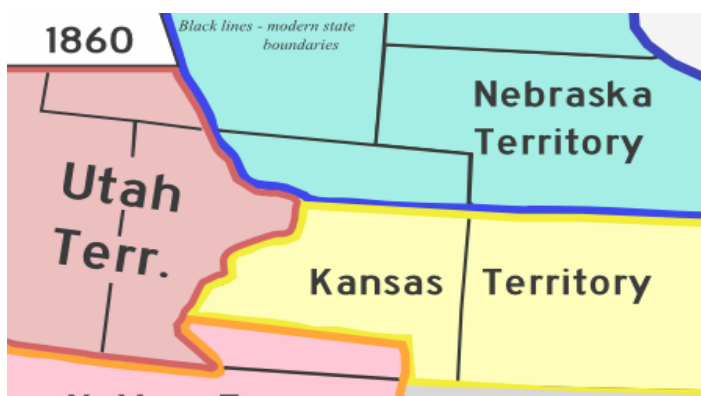 Black lines - modern state
boundaries
1860
Nebraska
Territory
Utah
Terr.
Kansas Territory